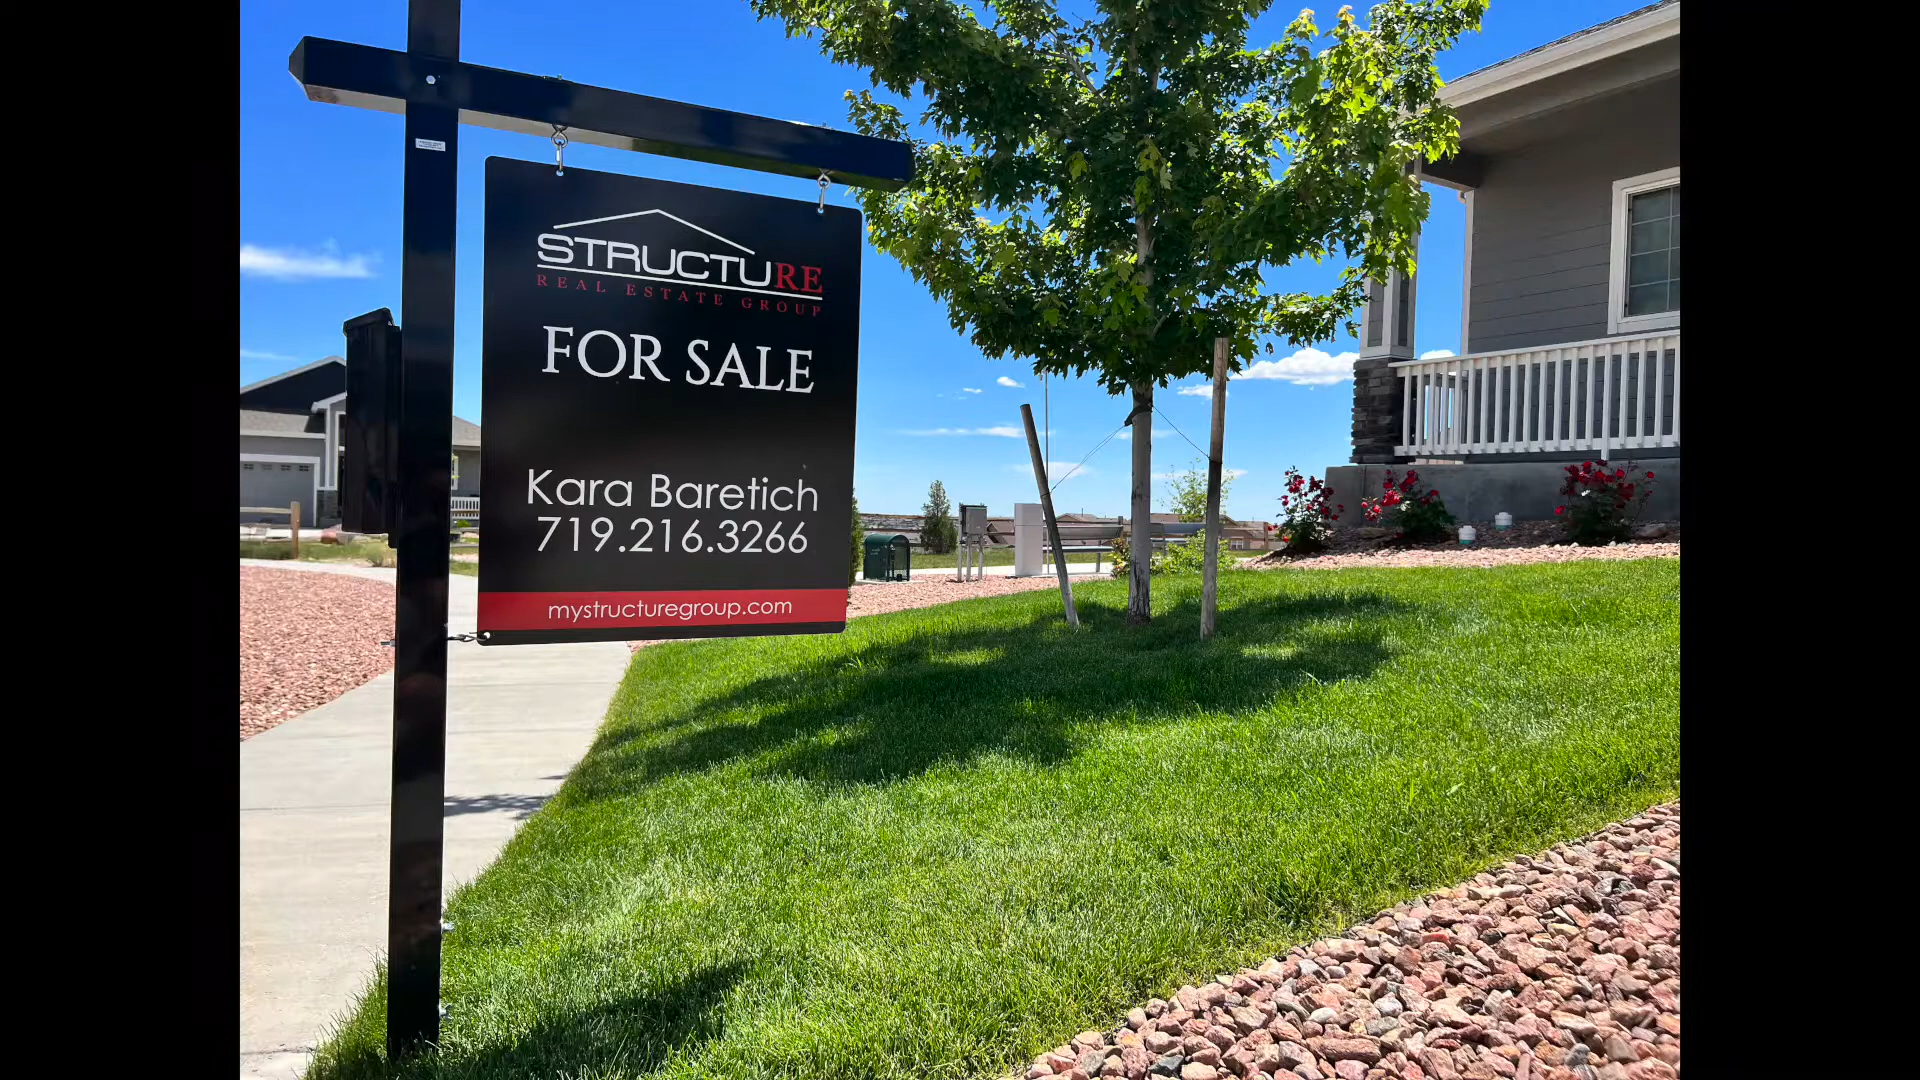 STRUCTURE
REAL ESTATE GROUP
FOR SALE
Kara Baretich
719.216.3266
mystructuregroup.com